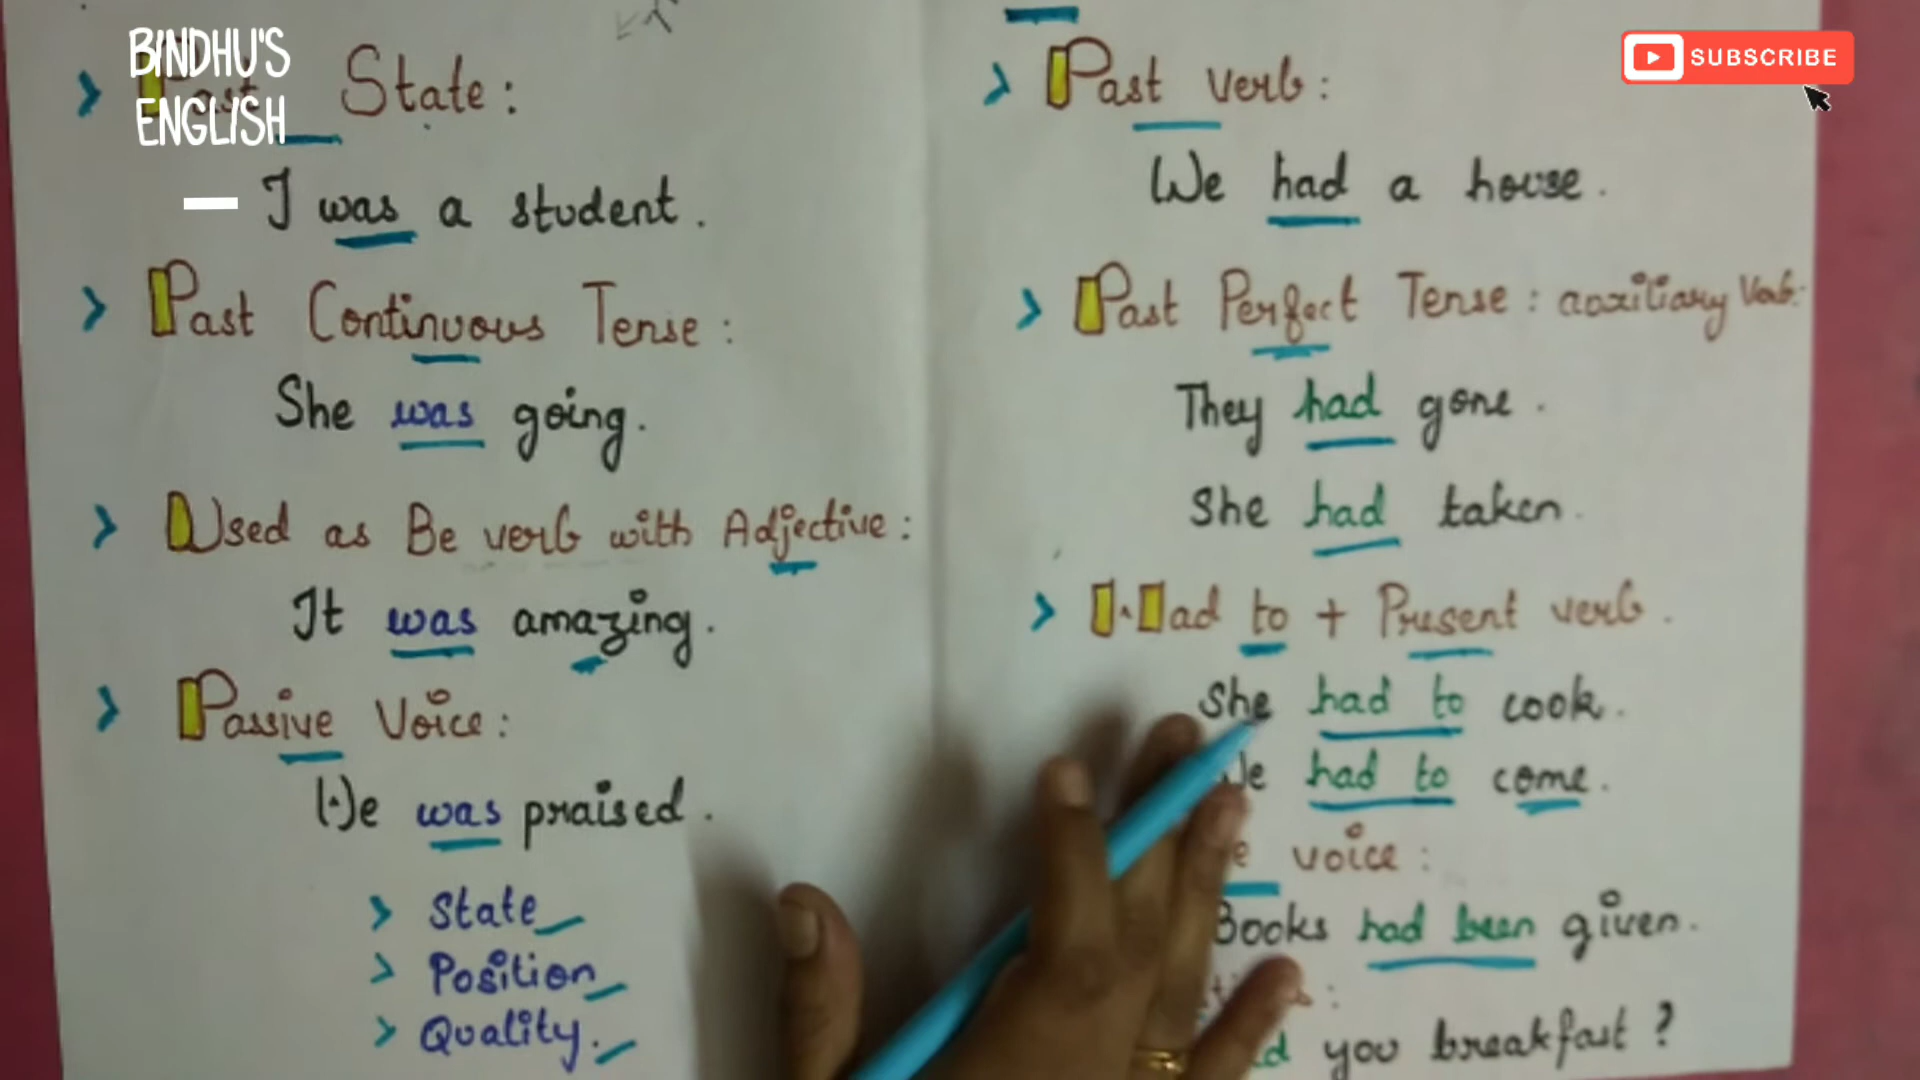 BINDHU'S
ENGLISH
SUBSCRIBE
Past State :
I was a student.
Past Continuous Tense :
She was going.
Used as Be verb with Adjective :
It was amazing.
Passive Voice :
He was praised.
State
Position
Quality.
Past verb :
We had a house.
Past Perfect Tense : auxiliary Verb.
They had gone.
She had taken.
Had to + Present verb.
She had to cook.
We had to come.
voice :
Books had been given.
you breakfast ?